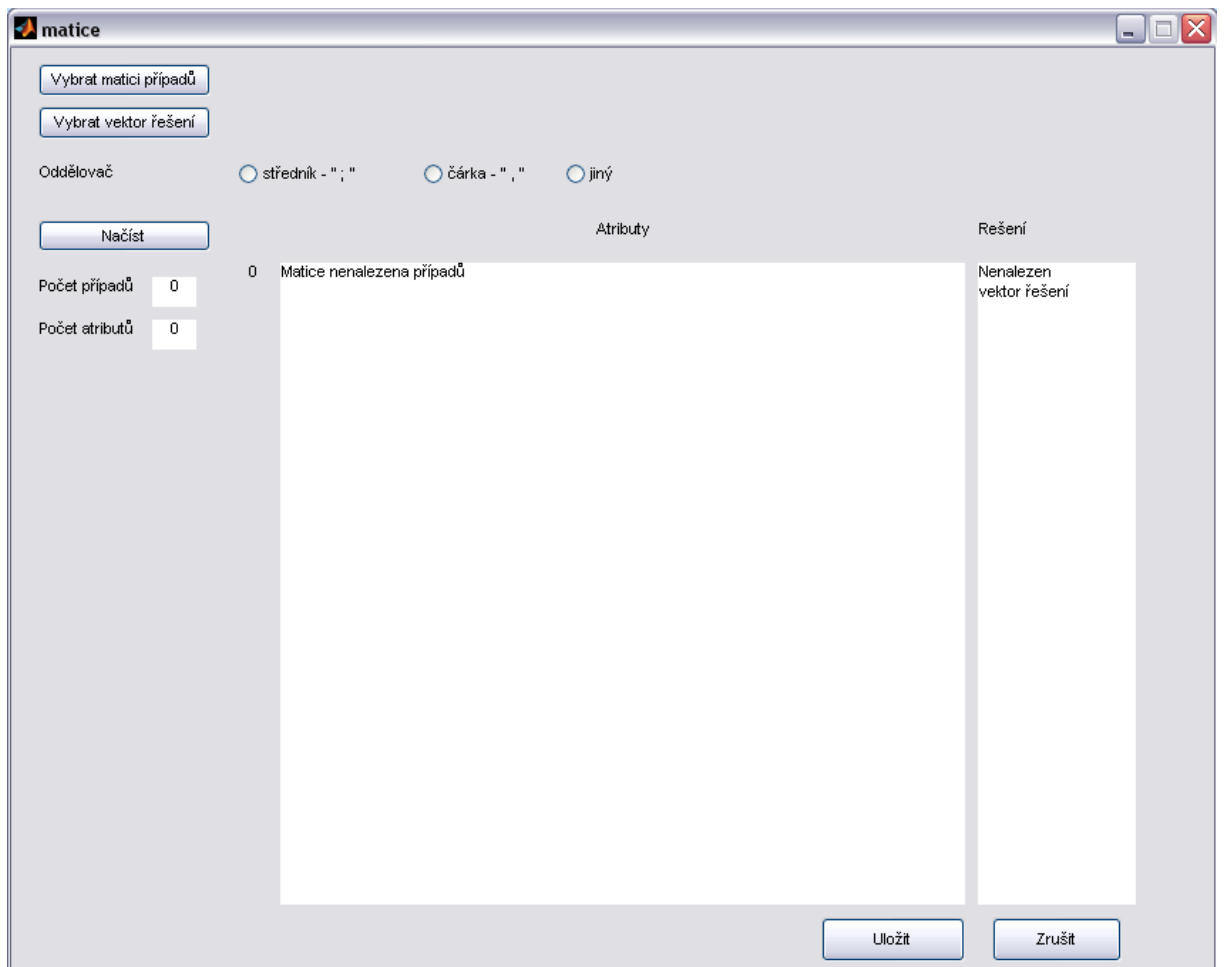 matice
Vybrat matici případů
Vybrat vektor řešení
Oddělovač
středník - " ; "
čárka - " , "
jiný
Načíst
Atributy
Rešení
Počet případů 0
Počet atributů 0
0
Matice nenalezena případů
Nenalezen
vektor řešení
Uložit
Zrušit